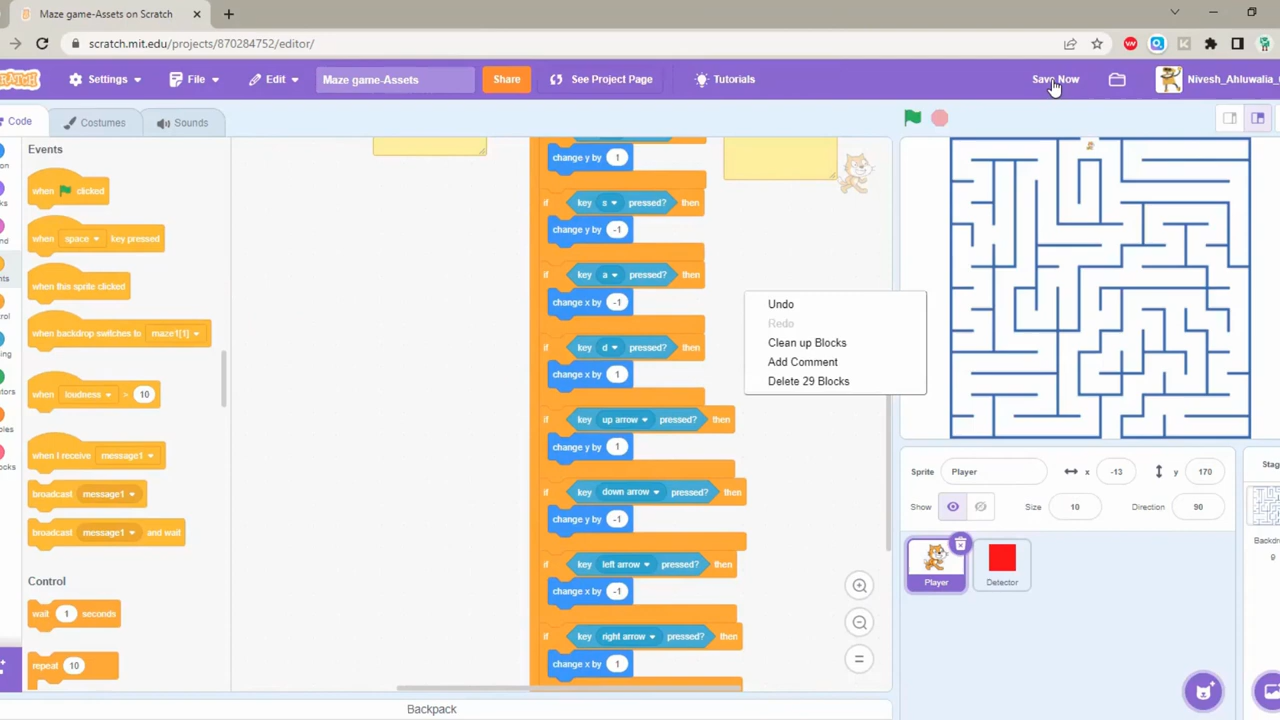 Maze game-Assets on Scratch
scratch.mit.edu/projects/870284752/editor/
Settings File Edit Maze game-Assets Share See Project Page Tutorials Save Now Nivesh_Ahluwalia_
Code Costumes Sounds
Events
when clicked
when space key pressed
when this sprite clicked
when backdrop switches to maze1[1]
when loudness > 10
when I receive message1
broadcast message1
broadcast message1 and wait
Control
wait 1 seconds
repeat 10
change y by 1
if key s pressed? then
change y by -1
if key a pressed? then
change x by -1
if key d pressed? then
change x by 1
if key up arrow pressed? then
change y by 1
if key down arrow pressed? then
change y by -1
if key left arrow pressed? then
change x by -1
if key right arrow pressed? then
change x by 1
Undo
Redo
Clean up Blocks
Add Comment
Delete 29 Blocks
Sprite Player x -13 y 170
Show Size 10 Direction 90
Player
Detector
Stag
Backdro
Backpack